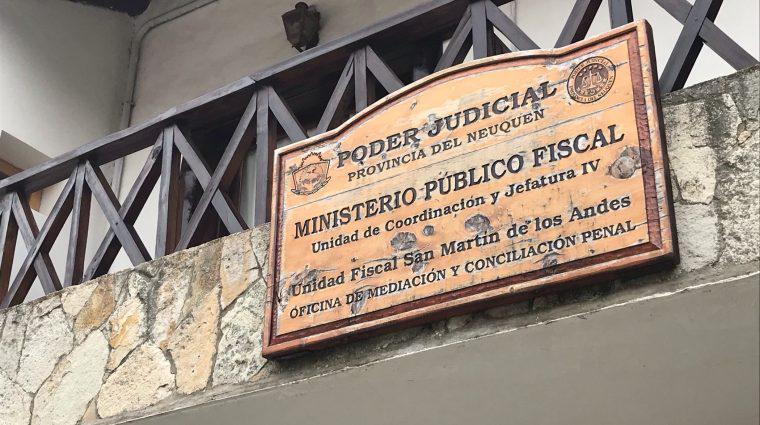 PODER JUDICIAL
PROVINCIA DEL NEUQUEN
MINISTERIO PÚBLICO FISCAL
Unidad de Coordinación y Jefatura IV
Unidad Fiscal San Martín de los Andes
OFICINA DE MEDIACIÓN Y CONCILIACIÓN PENAL